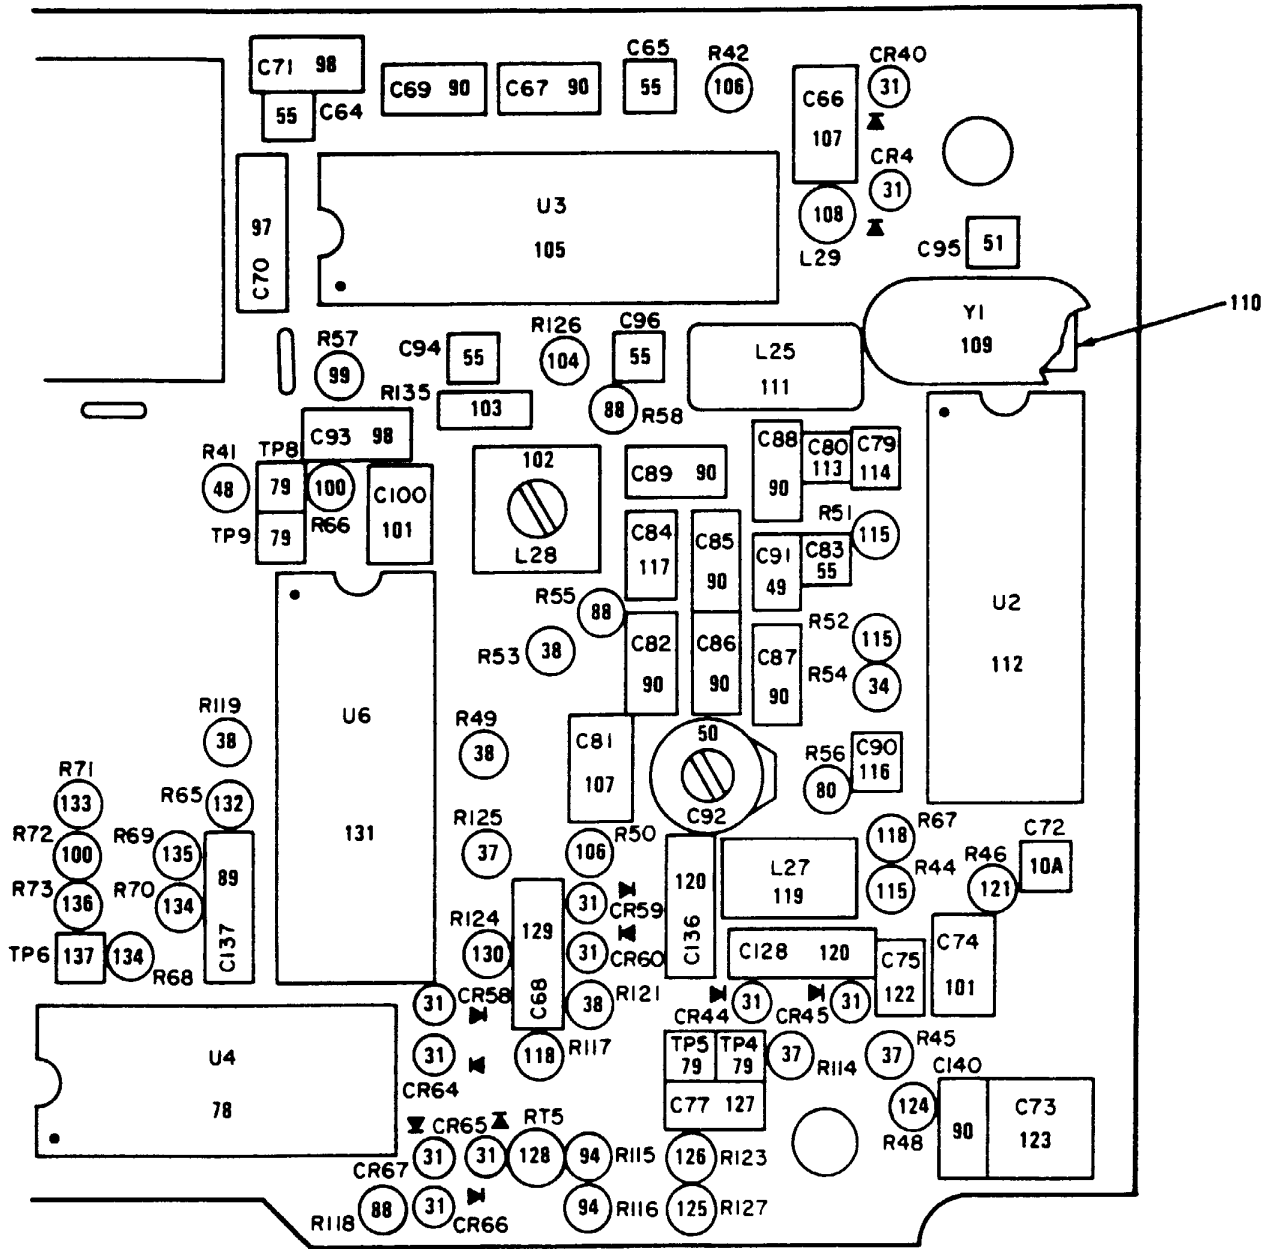 C65 R42 CR40
C71 98
C69 90 C67 90 55 106 31
C66
55 C64
107
CR4
31
97 U3 108
105 C95 51
L29
C70
Y1 110
R57 C94 55 R126 C96 L25 109
99 104 55
111
R135 103 88 R58
C93 98 C88 C80 C79
R41 TP8 102 C89 90 113 114
48 79 100 C100 90
R51
TP9 79 R66 101 C84 C85 115
L28 117 90 C91 C83
49 55
R55 88 U2
R52 115
R53 38 C82 C86 C87 112
R54 34
90 90 90
R119 U6 R49 50
38 38 C81 R56 C90
116
R71 107 80
133 R65 132 C92
R72 R69 131 R125 R50 118 R67 C72
100 135 37 106 L27 R46 10A
R73 R70 89 120 119 115 R44 121
136 134 31 CR59
R124 129 C136 C128 120 C74
TP6 137 134 C137 130 31 CR60 C75
R68 122 101
31 CR58 C68 38 R121 31 31
CR44 CR45
U4 31 118 R117 TP5 TP4 37 R114 37 R45
79 79 C140
CR64
78 C77 127 124 C73
CR65 RT5 R48 90 123
CR67 31 31 128 94 R115 126 R123
R118 88 31 CR66 94 R116 125 R127